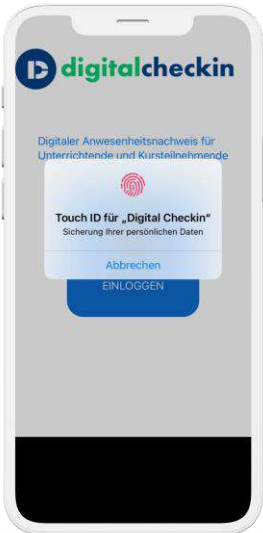 digitalcheckin
Digitaler Anwesenheitsnachweis für
Unterrichtende und Kursteilnehmende
Touch ID für „Digital Checkin“
Sicherung Ihrer persönlichen Daten
Abbrechen
EINLOGGEN